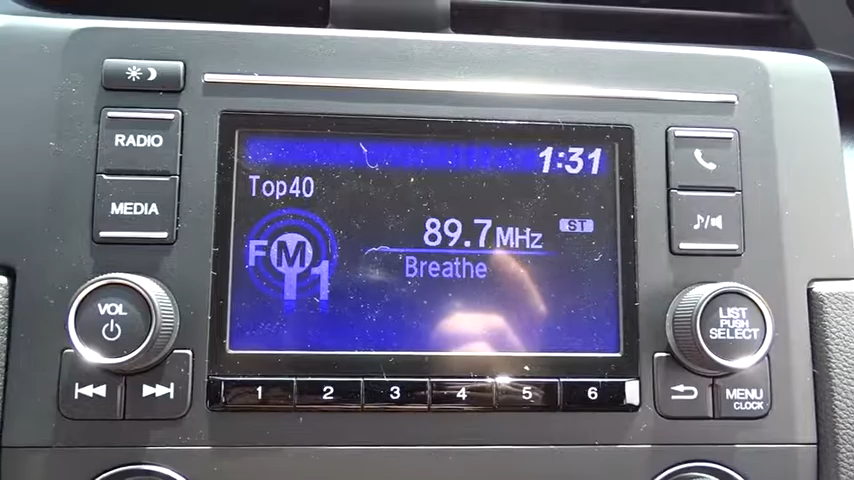 1:31
RADIO
Top40
MEDIA
FM1
89.7MHz
ST
Breathe
VOL
LIST
PUSH
SELECT
1 2 3 4 5 6
MENU
CLOCK